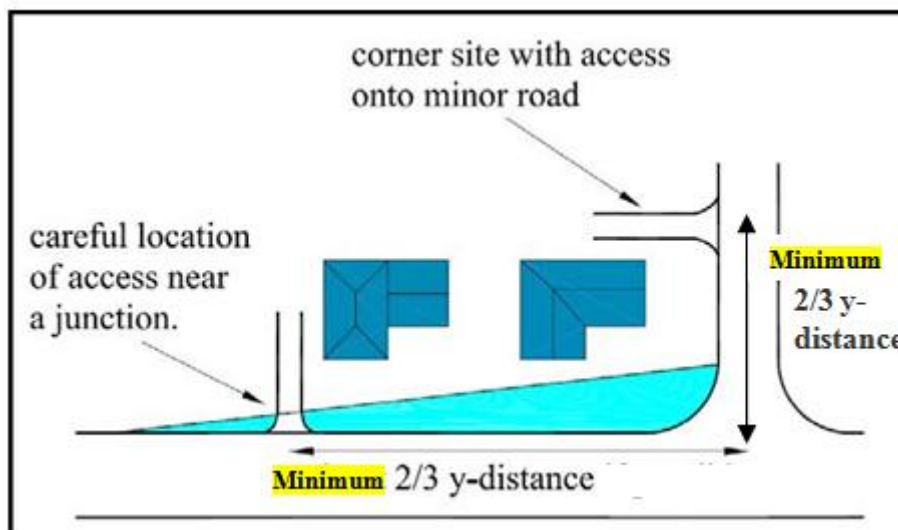 corner site with access
onto minor road
careful location
of access near
a junction.
Minimum
2/3 y-
distance
Minimum 2/3 y-distance